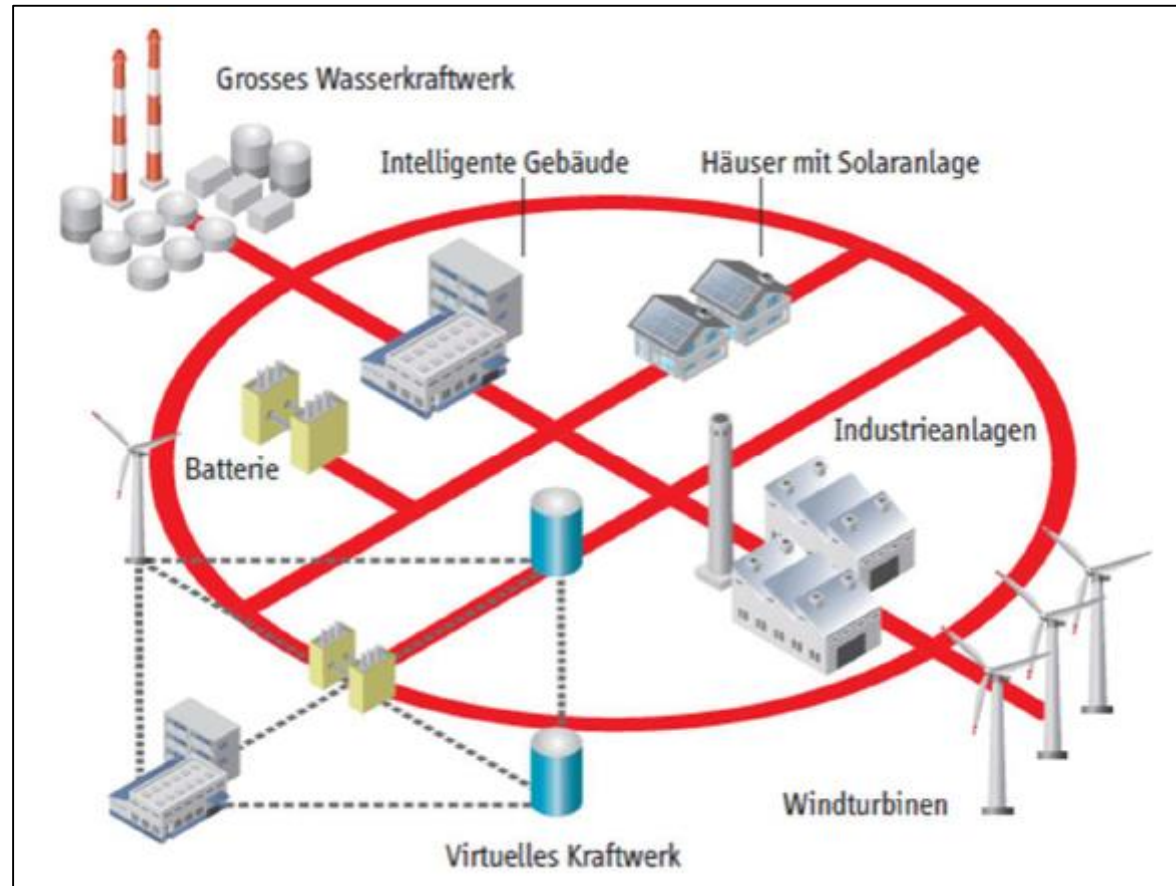 Grosses Wasserkraftwerk
Intelligente Gebäude
Häuser mit Solaranlage
Industrieanlagen
Batterie
Windturbinen
Virtuelles Kraftwerk